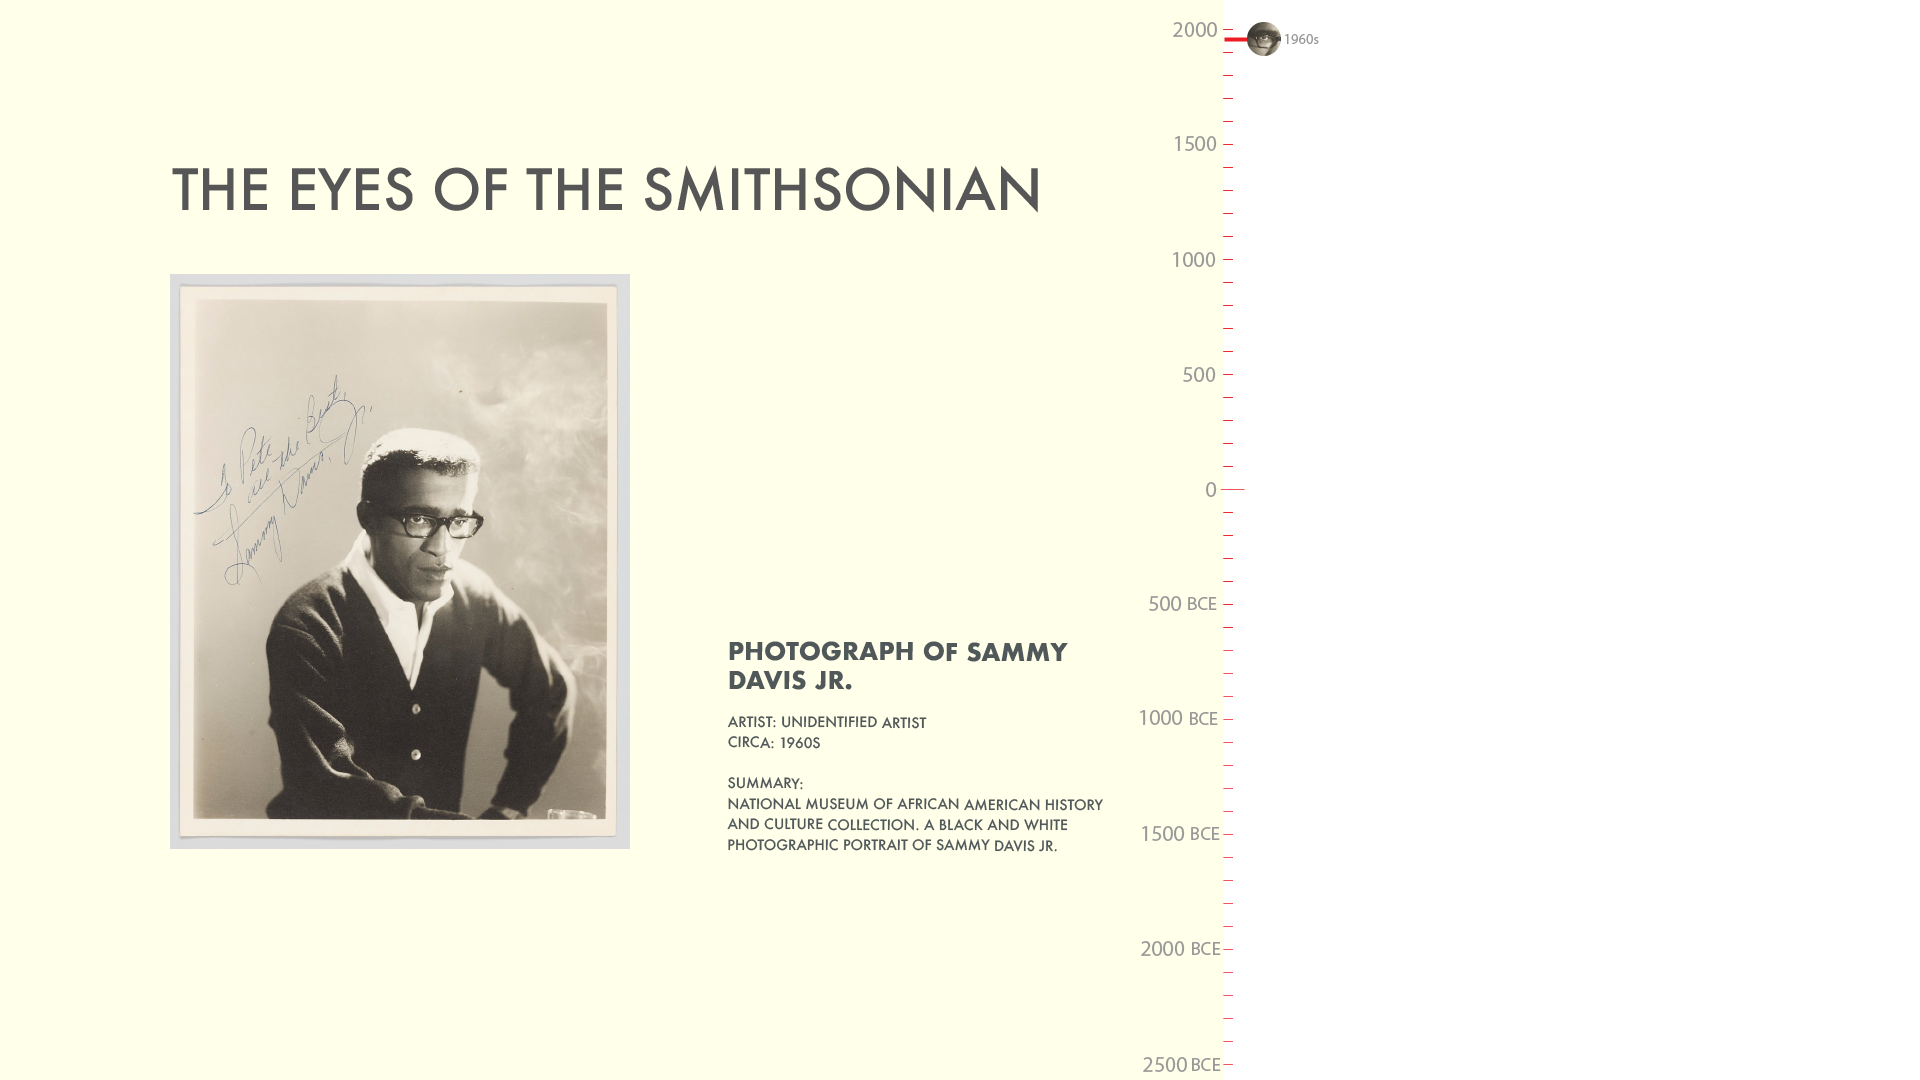 THE EYES OF THE SMITHSONIAN
To Pete
all the Best,
Sammy Davis, Jr.
PHOTOGRAPH OF SAMMY
DAVIS JR.
ARTIST: UNIDENTIFIED ARTIST
CIRCA: 1960S
SUMMARY:
NATIONAL MUSEUM OF AFRICAN AMERICAN HISTORY
AND CULTURE COLLECTION. A BLACK AND WHITE
PHOTOGRAPHIC PORTRAIT OF SAMMY DAVIS JR.
2000
1960s
1500
1000
500
0
500 BCE
1000 BCE
1500 BCE
2000 BCE
2500 BCE